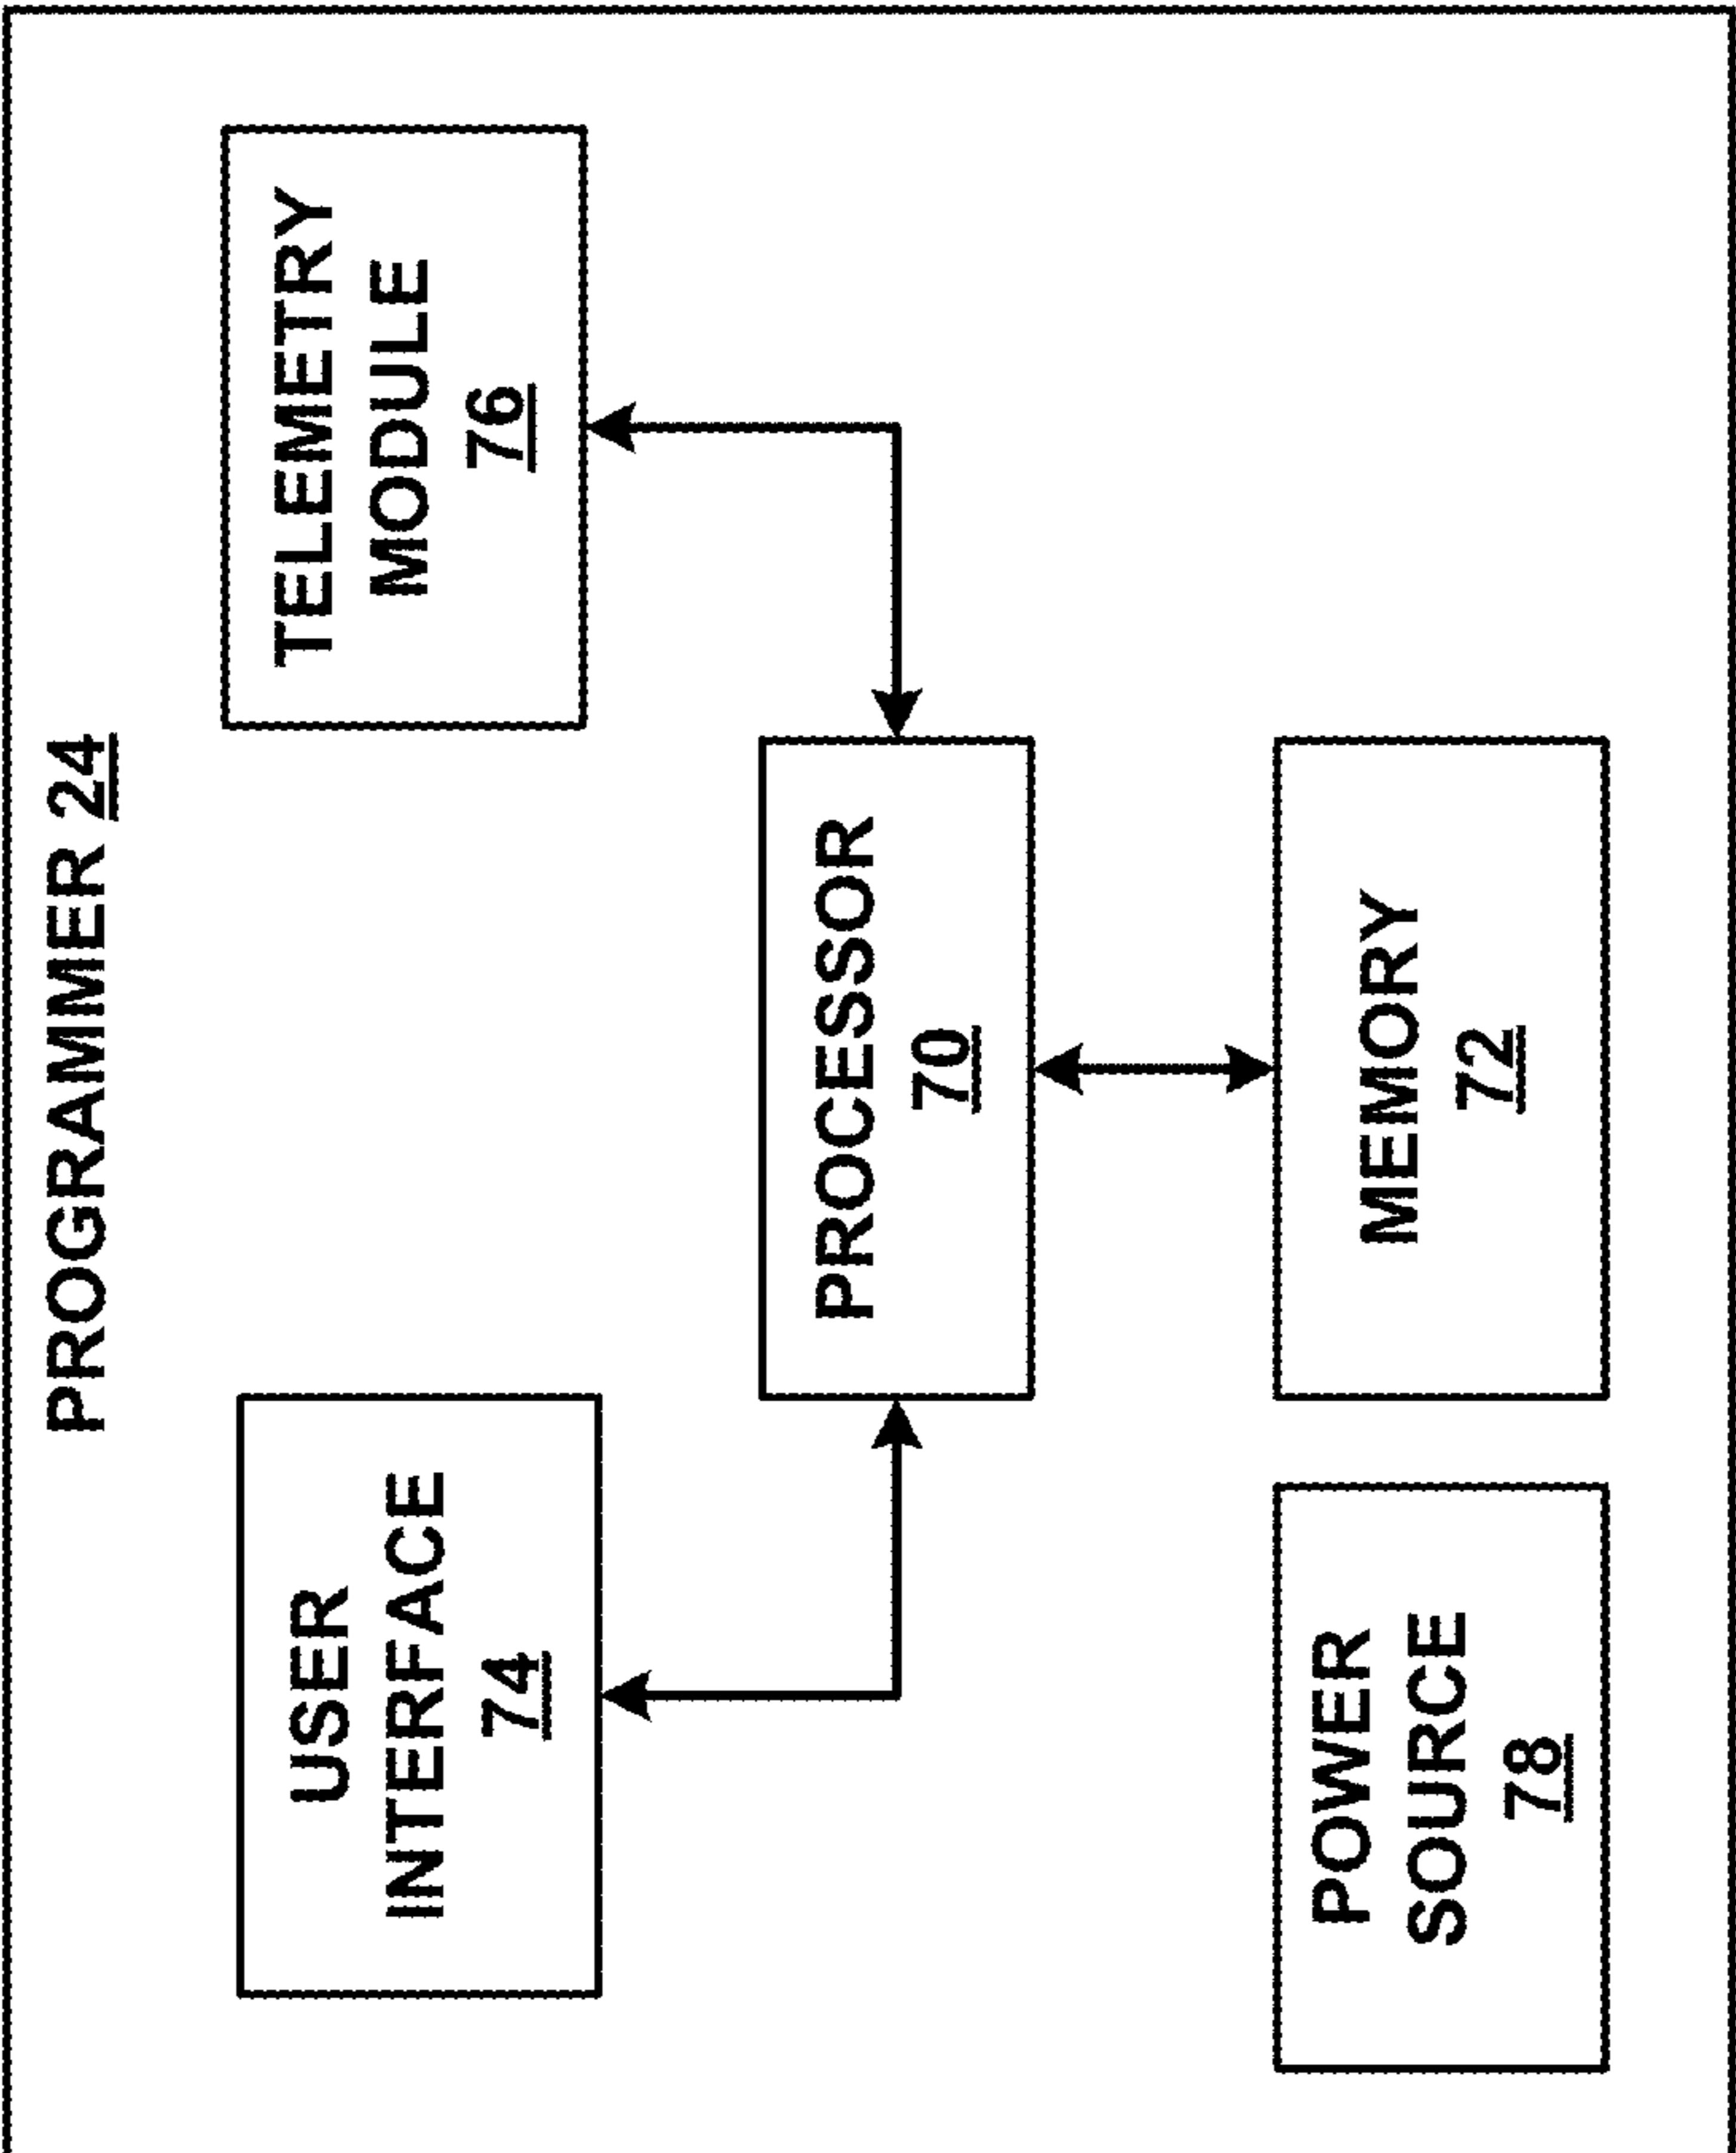 PROGRAMMER 24
USER
INTERFACE
74
TELEMETRY
MODULE
76
PROCESSOR
70
POWER
SOURCE
78
MEMORY
72